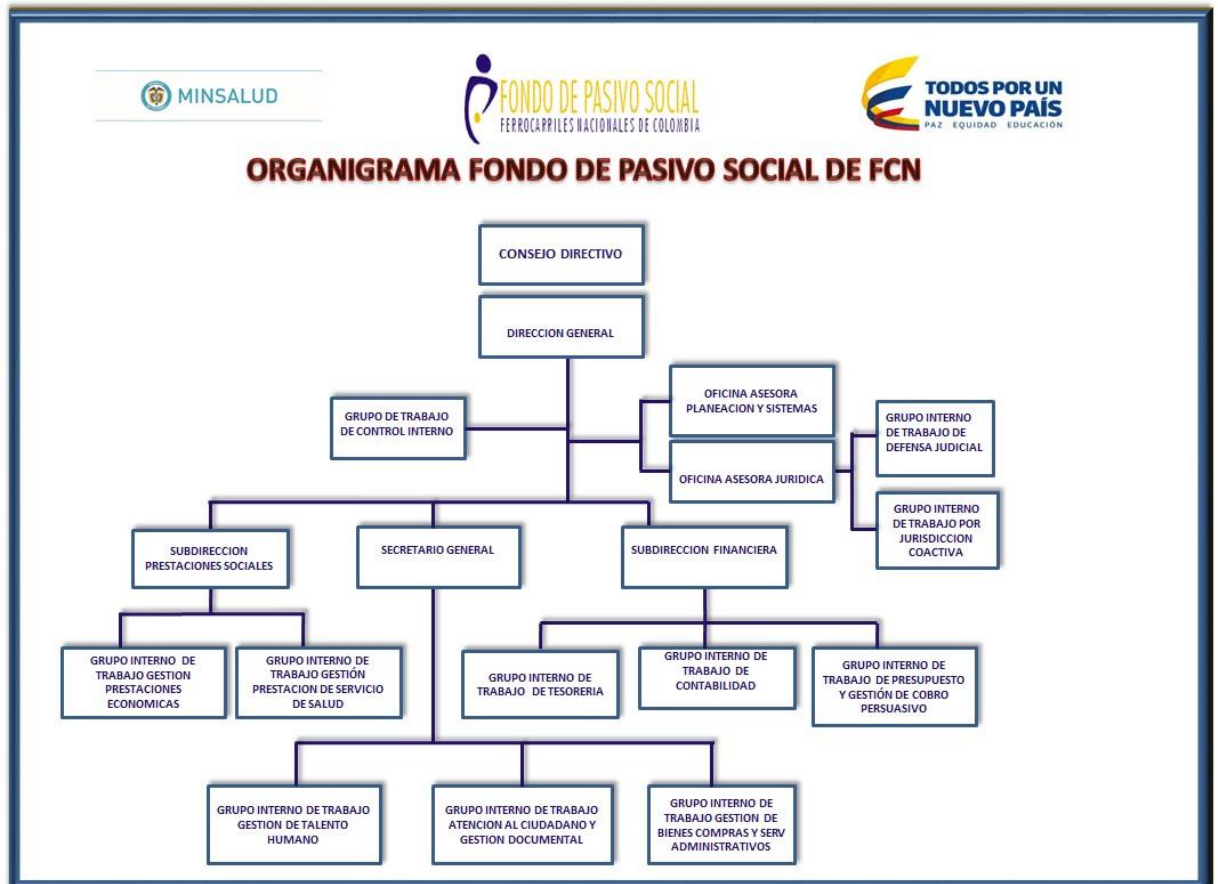 MINSALUD
FONDO DE PASIVO SOCIAL
FERROCARRILES NACIONALES DE COLOMBIA
TODOS POR UN
NUEVO PAÍS
PAZ EQUIDAD EDUCACIÓN
ORGANIGRAMA FONDO DE PASIVO SOCIAL DE FCN
CONSEJO DIRECTIVO
DIRECCION GENERAL
GRUPO DE TRABAJO
DE CONTROL INTERNO
OFICINA ASESORA
PLANEACION Y SISTEMAS
OFICINA ASESORA JURIDICA
GRUPO INTERNO
DE TRABAJO DE
DEFENSA JUDICIAL
GRUPO INTERNO
DE TRABAJO POR
JURISDICCION
COACTIVA
SUBDIRECCION
PRESTACIONES SOCIALES
SECRETARIO GENERAL
SUBDIRECCION FINANCIERA
GRUPO INTERNO DE
TRABAJO GESTION
PRESTACIONES
ECONOMICAS
GRUPO INTERNO DE
TRABAJO GESTIÓN
PRESTACION DE SERVICIO
DE SALUD
GRUPO INTERNO DE
TRABAJO DE TESORERIA
GRUPO INTERNO DE
TRABAJO DE
CONTABILIDAD
GRUPO INTERNO DE
TRABAJO DE PRESUPUESTO
Y GESTIÓN DE COBRO
PERSUASIVO
GRUPO INTERNO DE TRABAJO
GESTION DE TALENTO
HUMANO
GRUPO INTERNO DE TRABAJO
ATENCION AL CIUDADANO Y
GESTION DOCUMENTAL
GRUPO INTERNO DE
TRABAJO GESTION DE
BIENES COMPRAS Y SERV
ADMINISTRATIVOS